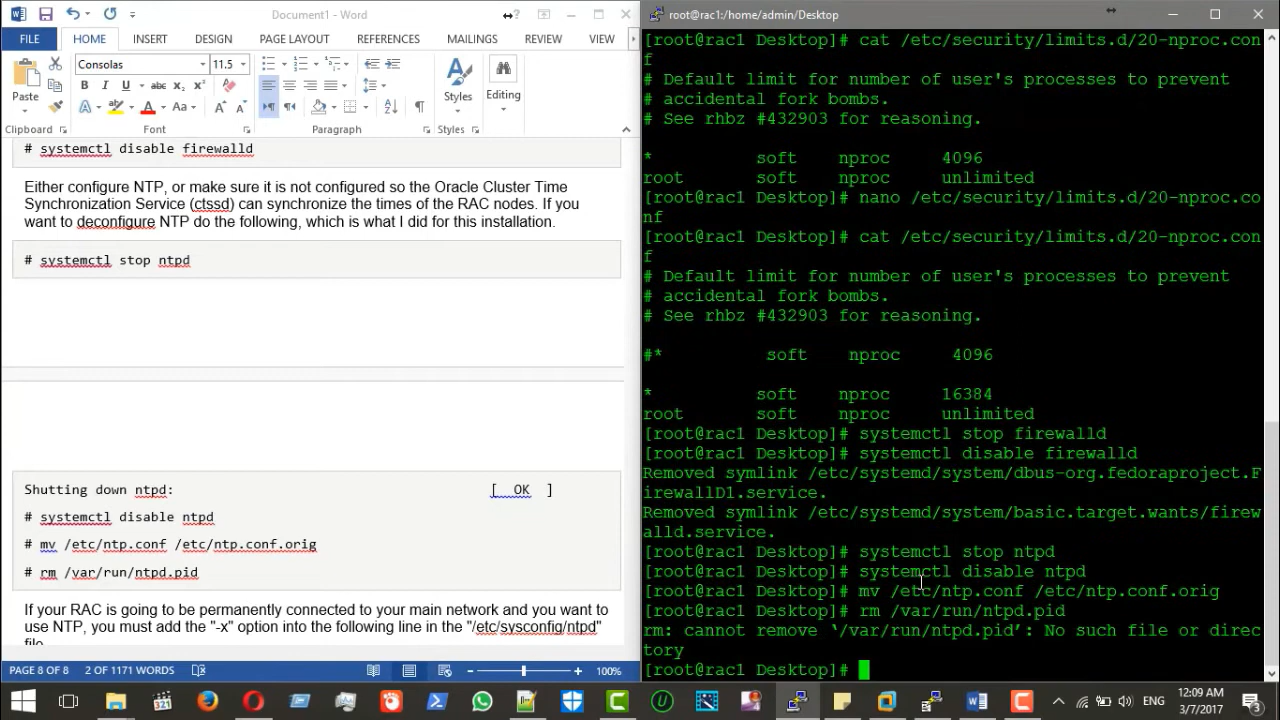 Document1 - Word
FILE HOME INSERT DESIGN PAGE LAYOUT REFERENCES MAILINGS REVIEW VIEW
Consolas 11.5
Paste Styles Editing
Clipboard Font Paragraph Styles
# systemctl disable firewalld
Either configure NTP, or make sure it is not configured so the Oracle Cluster Time
Synchronization Service (ctssd) can synchronize the times of the RAC nodes. If you
want to deconfigure NTP do the following, which is what I did for this installation.
# systemctl stop ntpd
Shutting down ntpd: [ OK ]
# systemctl disable ntpd
# mv /etc/ntp.conf /etc/ntp.conf.orig
# rm /var/run/ntpd.pid
If your RAC is going to be permanently connected to your main network and you want to
use NTP, you must add the "-x" option into the following line in the "/etc/sysconfig/ntpd"
file.
PAGE 8 OF 8 2 OF 1171 WORDS 100%
root@rac1:/home/admin/Desktop
[root@rac1 Desktop]# cat /etc/security/limits.d/20-nproc.con
f
# Default limit for number of user's processes to prevent
# accidental fork bombs.
# See rhbz #432903 for reasoning.
* soft nproc 4096
root soft nproc unlimited
[root@rac1 Desktop]# nano /etc/security/limits.d/20-nproc.co
nf
[root@rac1 Desktop]# cat /etc/security/limits.d/20-nproc.con
f
# Default limit for number of user's processes to prevent
# accidental fork bombs.
# See rhbz #432903 for reasoning.
#* soft nproc 4096
* soft nproc 16384
root soft nproc unlimited
[root@rac1 Desktop]# systemctl stop firewalld
[root@rac1 Desktop]# systemctl disable firewalld
Removed symlink /etc/systemd/system/dbus-org.fedoraproject.F
irewallD1.service.
Removed symlink /etc/systemd/system/basic.target.wants/firew
alld.service.
[root@rac1 Desktop]# systemctl stop ntpd
[root@rac1 Desktop]# systemctl disable ntpd
[root@rac1 Desktop]# mv /etc/ntp.conf /etc/ntp.conf.orig
[root@rac1 Desktop]# rm /var/run/ntpd.pid
rm: cannot remove ‘/var/run/ntpd.pid’: No such file or direc
tory
[root@rac1 Desktop]#
ENG
12:09 AM
3/7/2017